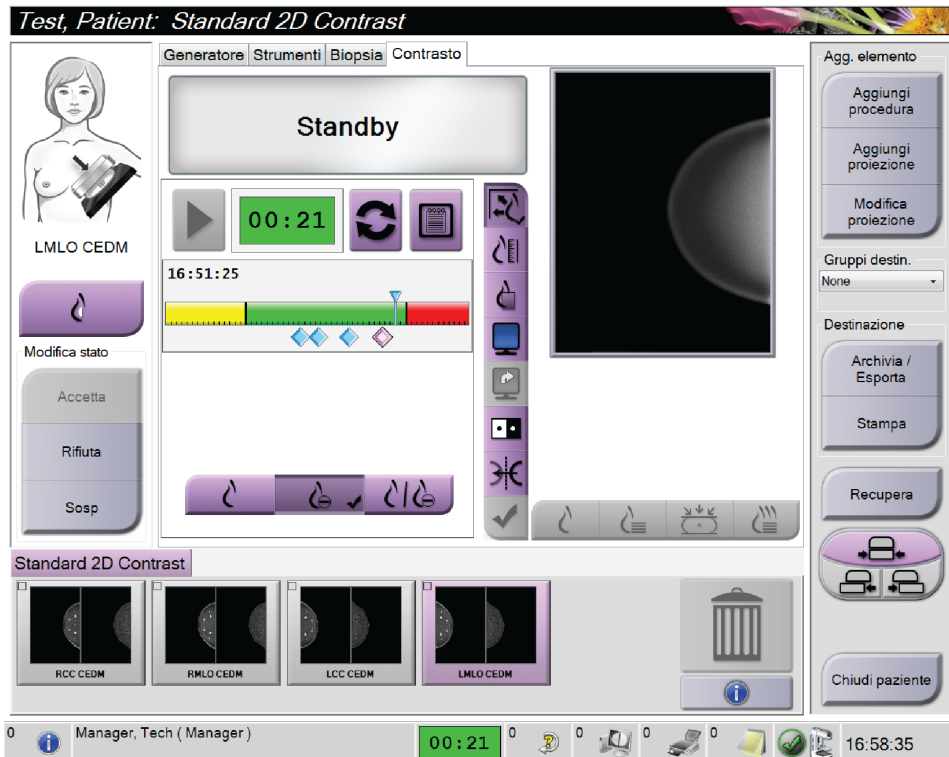 Test, Patient: Standard 2D Contrast
Generatore Strumenti Biopsia Contrasto
Standby
LMLO CEDM
00:21
16:51:25
Modifica stato
Accetta
Rifiuta
Sosp
Agg. elemento
Aggiungi
procedura
Aggiungi
proiezione
Modifica
proiezione
Gruppi destin.
None
Destinazione
Archivia /
Esporta
Stampa
Recupera
Chiudi paziente
Standard 2D Contrast
RCC CEDM
RMLO CEDM
LCC CEDM
LMLO CEDM
0 Manager, Tech ( Manager ) 00:21 0 0 0 0 16:58:35